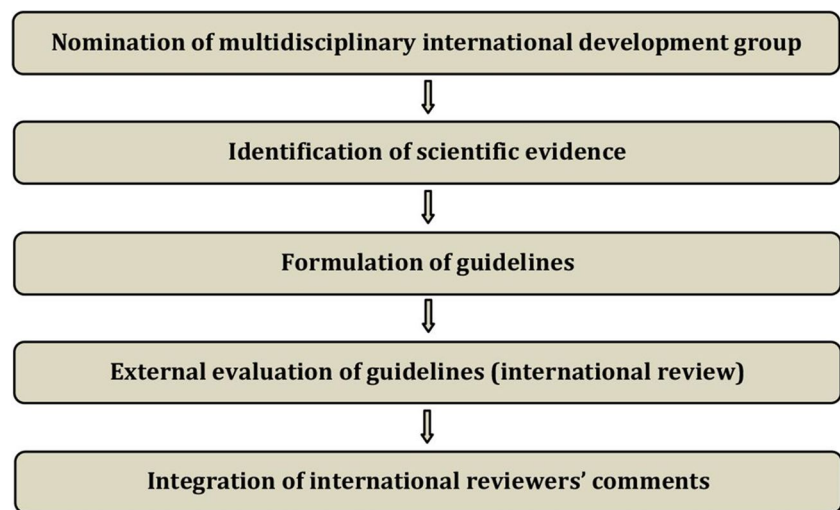 Nomination of multidisciplinary international development group
Identification of scientific evidence
Formulation of guidelines
External evaluation of guidelines (international review)
Integration of international reviewers’ comments